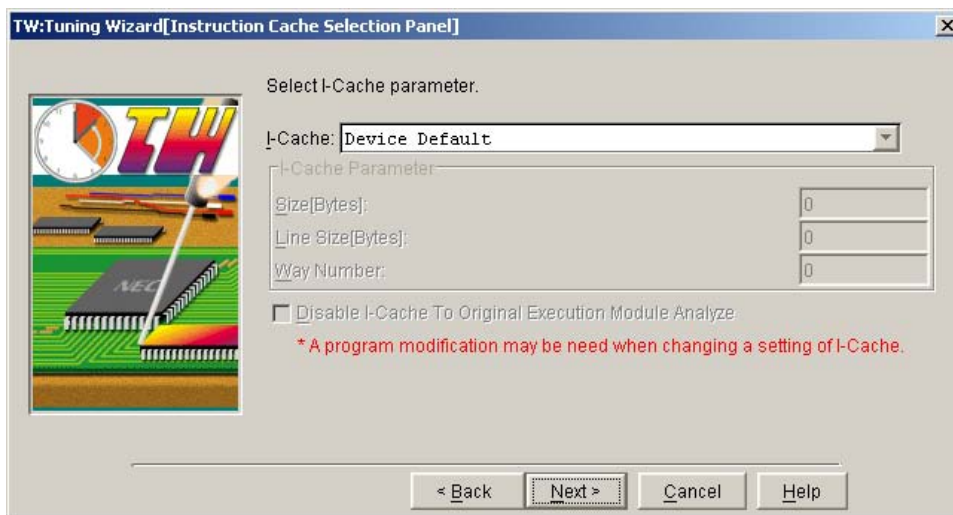 TW:Tuning Wizard[Instruction Cache Selection Panel]
TW
NEC
Select I-Cache parameter.
I-Cache: Device Default
I-Cache Parameter
Size[Bytes]: 0
Line Size[Bytes]: 0
Way Number: 0
Disable I-Cache To Original Execution Module Analyze
* A program modification may be need when changing a setting of I-Cache.
< Back Next > Cancel Help